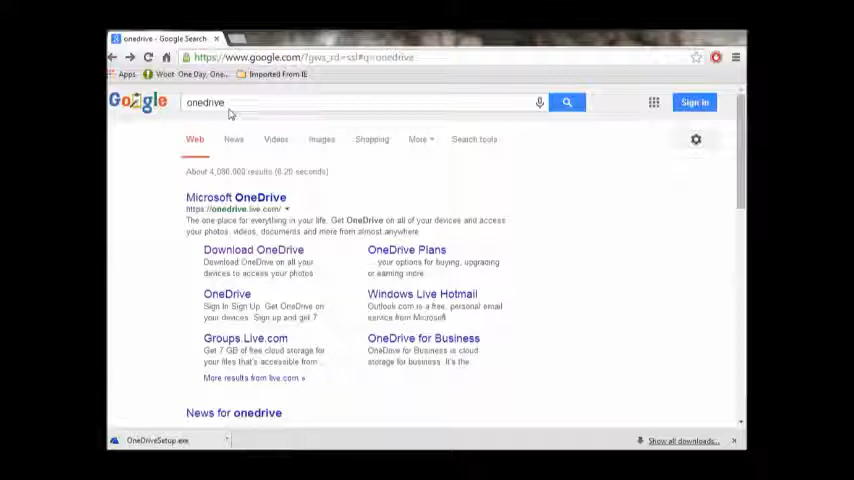 onedrive - Google Search
https://www.google.com/?gws_rd=ssl#q=onedrive
Apps Woot: One Day, One... Imported From IE
Google onedrive Sign in
Web News Videos Images Shopping More Search tools
About 4,080,000 results (0.20 seconds)
Microsoft OneDrive
https://onedrive.live.com/
The one place for everything in your life. Get OneDrive on all of your devices and access
your photos, videos, documents and more from almost anywhere
Download OneDrive
Download OneDrive on all your
devices to access your photos
OneDrive Plans
... your options for buying, upgrading
or earning more
OneDrive
Sign In Sign Up. Get OneDrive on
your devices. Sign up and get 7
Windows Live Hotmail
Outlook.com is a free, personal email
service from Microsoft
Groups.Live.com
Get 7 GB of free cloud storage for
your files that's accessible from ...
OneDrive for Business
OneDrive for Business is cloud
storage for business. It's the
More results from live.com »
News for onedrive
OneDriveSetup.exe Show all downloads...